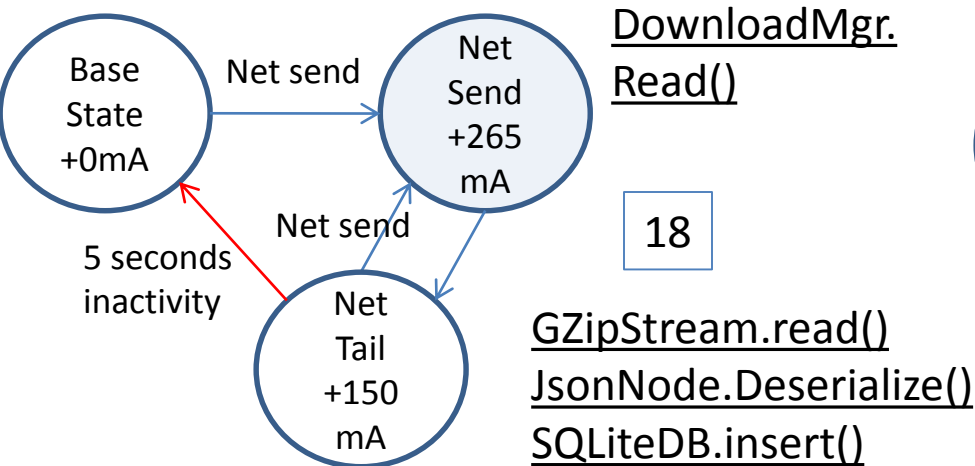 Base
State
+0mA
Net send
Net
Send
+265
mA
DownloadMgr.
Read()
Net send
18
5 seconds
inactivity
Net
Tail
+150
mA
GZipStream.read()
JsonNode.Deserialize()
SQLiteDB.insert()